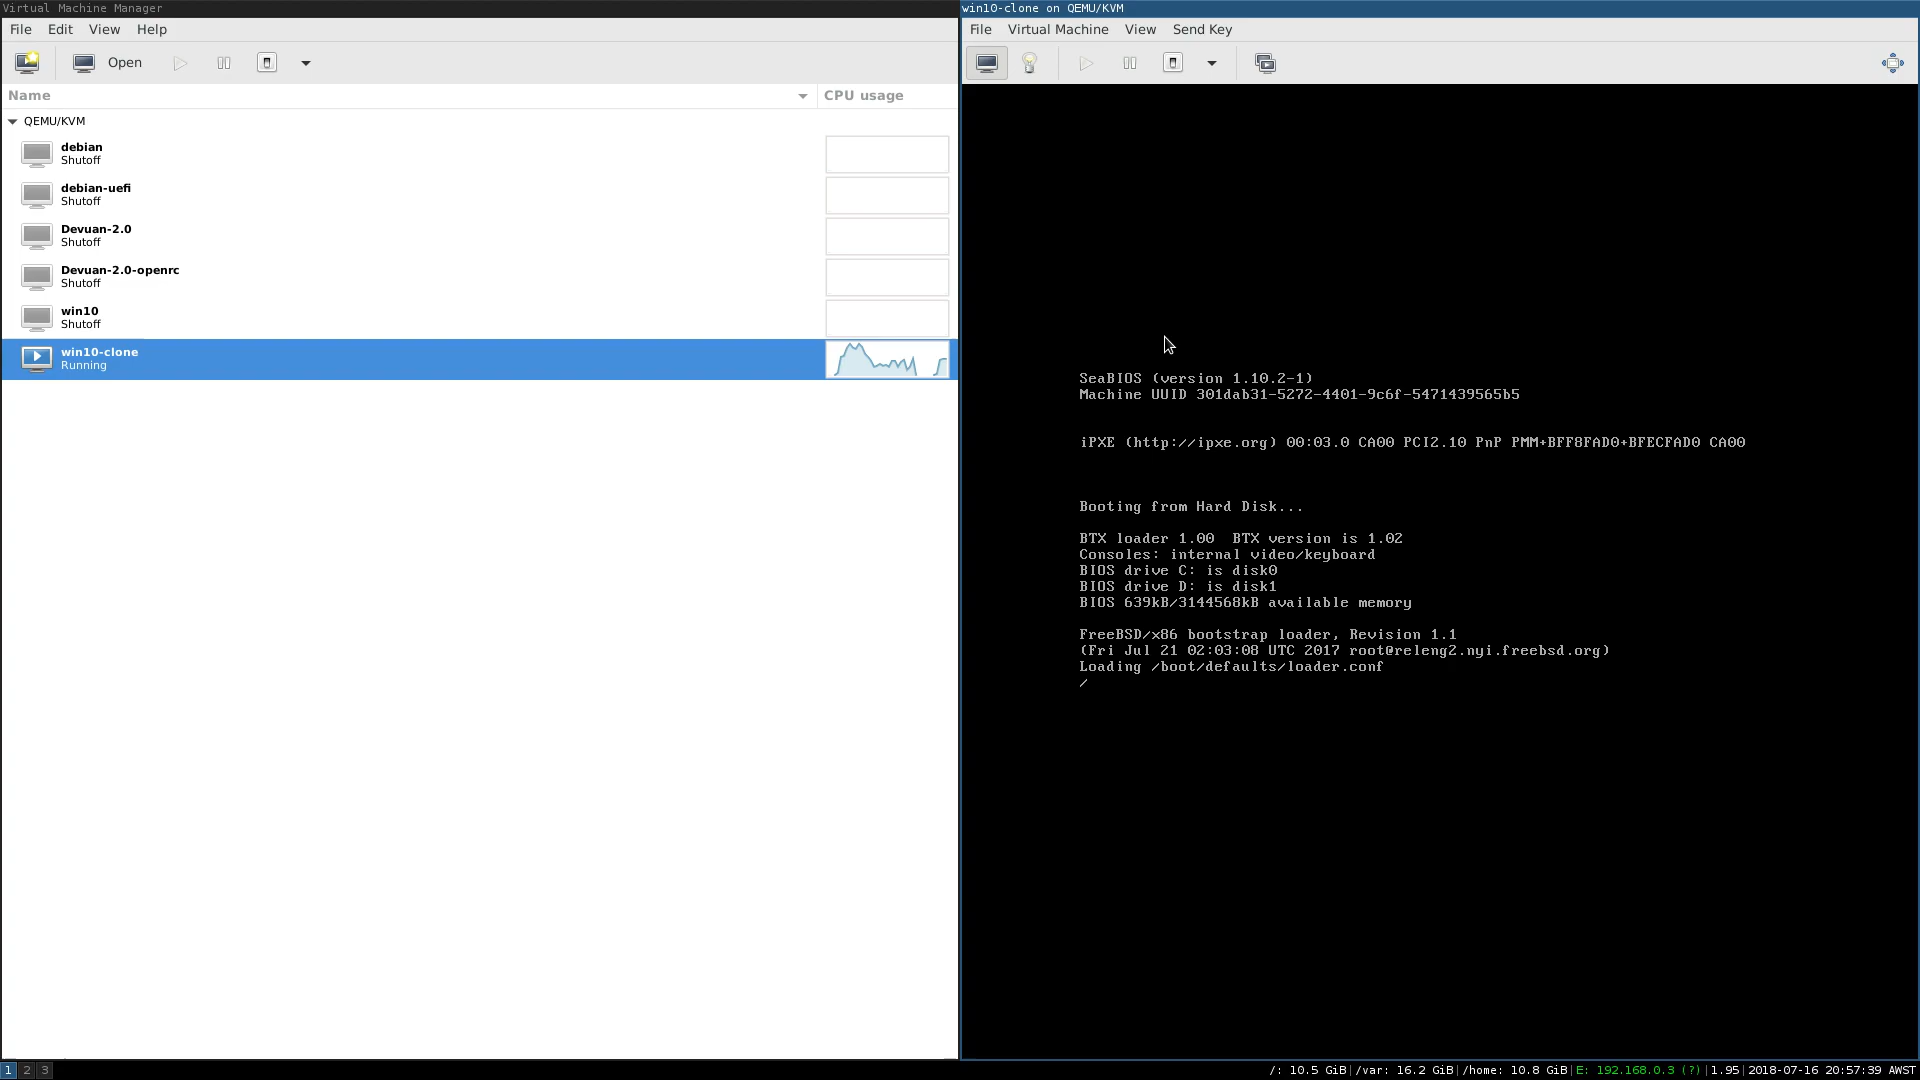 Virtual Machine Manager
File Edit View Help
Open
Name CPU usage
QEMU/KVM
debian
Shutoff
debian-uefi
Shutoff
Devuan-2.0
Shutoff
Devuan-2.0-openrc
Shutoff
win10
Shutoff
win10-clone
Running
win10-clone on QEMU/KVM
File Virtual Machine View Send Key
SeaBIOS (version 1.10.2-1)
Machine UUID 301dab31-5272-4401-9c6f-5471439565b5
iPXE (http://ipxe.org) 00:03.0 CA00 PCI2.10 PnP PMM+BFF8FAD0+BFECFAD0 CA00
Booting from Hard Disk...
BTX loader 1.00  BTX version is 1.02
Consoles: internal video/keyboard
BIOS drive C: is disk0
BIOS drive D: is disk1
BIOS 639kB/3144568kB available memory
FreeBSD/x86 bootstrap loader, Revision 1.1
(Fri Jul 21 02:03:08 UTC 2017 root@releng2.nyi.freebsd.org)
Loading /boot/defaults/loader.conf
/
1 2 3
/: 10.5 GiB|/var: 16.2 GiB|/home: 10.8 GiB|E: 192.168.0.3 (?)|1.95|2018-07-16 20:57:39 AWST